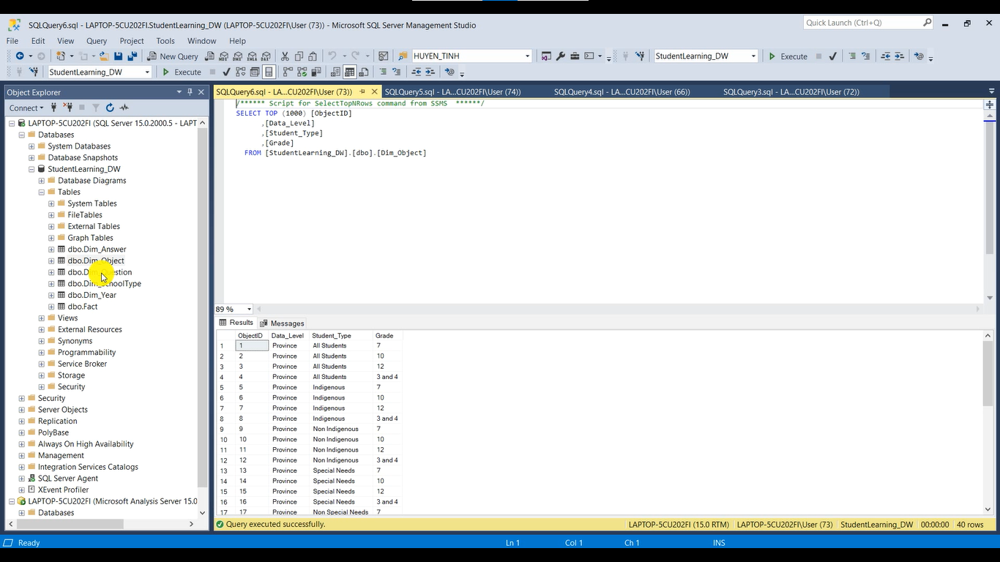 SQLQuery6.sql - LAPTOP-5CU202FI.StudentLearning_DW (LAPTOP-5CU202FI\User (73)) - Microsoft SQL Server Management Studio
Quick Launch (Ctrl+Q)
File Edit View Query Project Tools Window Help
New Query MDX DMX XMLA DAX HUYEN_TINH StudentLearning_DW Execute
StudentLearning_DW Execute
Object Explorer
SQLQuery6.sql - LA...CU202FI\User (73)) SQLQuery5.sql - LA...CU202FI\User (74)) SQLQuery4.sql - LA...CU202FI\User (66)) SQLQuery3.sql - LA...CU202FI\User (72))
Connect
LAPTOP-5CU202FI (SQL Server 15.0.2000.5 - LAPT
Databases
System Databases
Database Snapshots
StudentLearning_DW
Database Diagrams
Tables
System Tables
FileTables
External Tables
Graph Tables
dbo.Dim_Answer
dbo.Dim_Object
dbo.Dim_Question
dbo.Dim_SchoolType
dbo.Dim_Year
dbo.Fact
Views
External Resources
Synonyms
Programmability
Service Broker
Storage
Security
Security
Server Objects
Replication
PolyBase
Always On High Availability
Management
Integration Services Catalogs
SQL Server Agent
XEvent Profiler
LAPTOP-5CU202FI (Microsoft Analysis Server 15.0
Databases
/****** Script for SelectTopNRows command from SSMS  ******/
SELECT TOP (1000) [ObjectID]
,[Data_Level]
,[Student_Type]
,[Grade]
FROM [StudentLearning_DW].[dbo].[Dim_Object]
89 %
Results Messages
ObjectID Data_Level Student_Type Grade
1 1 Province All Students 7
2 2 Province All Students 10
3 3 Province All Students 12
4 4 Province All Students 3 and 4
5 5 Province Indigenous 7
6 6 Province Indigenous 10
7 7 Province Indigenous 12
8 8 Province Indigenous 3 and 4
9 9 Province Non Indigenous 7
10 10 Province Non Indigenous 10
11 11 Province Non Indigenous 12
12 12 Province Non Indigenous 3 and 4
13 13 Province Special Needs 7
14 14 Province Special Needs 10
15 15 Province Special Needs 12
16 16 Province Special Needs 3 and 4
17 17 Province Non Special Needs 7
Query executed successfully. LAPTOP-5CU202FI (15.0 RTM) LAPTOP-5CU202FI\User (73) StudentLearning_DW 00:00:00 40 rows
Ready Ln 1 Col 1 Ch 1 INS